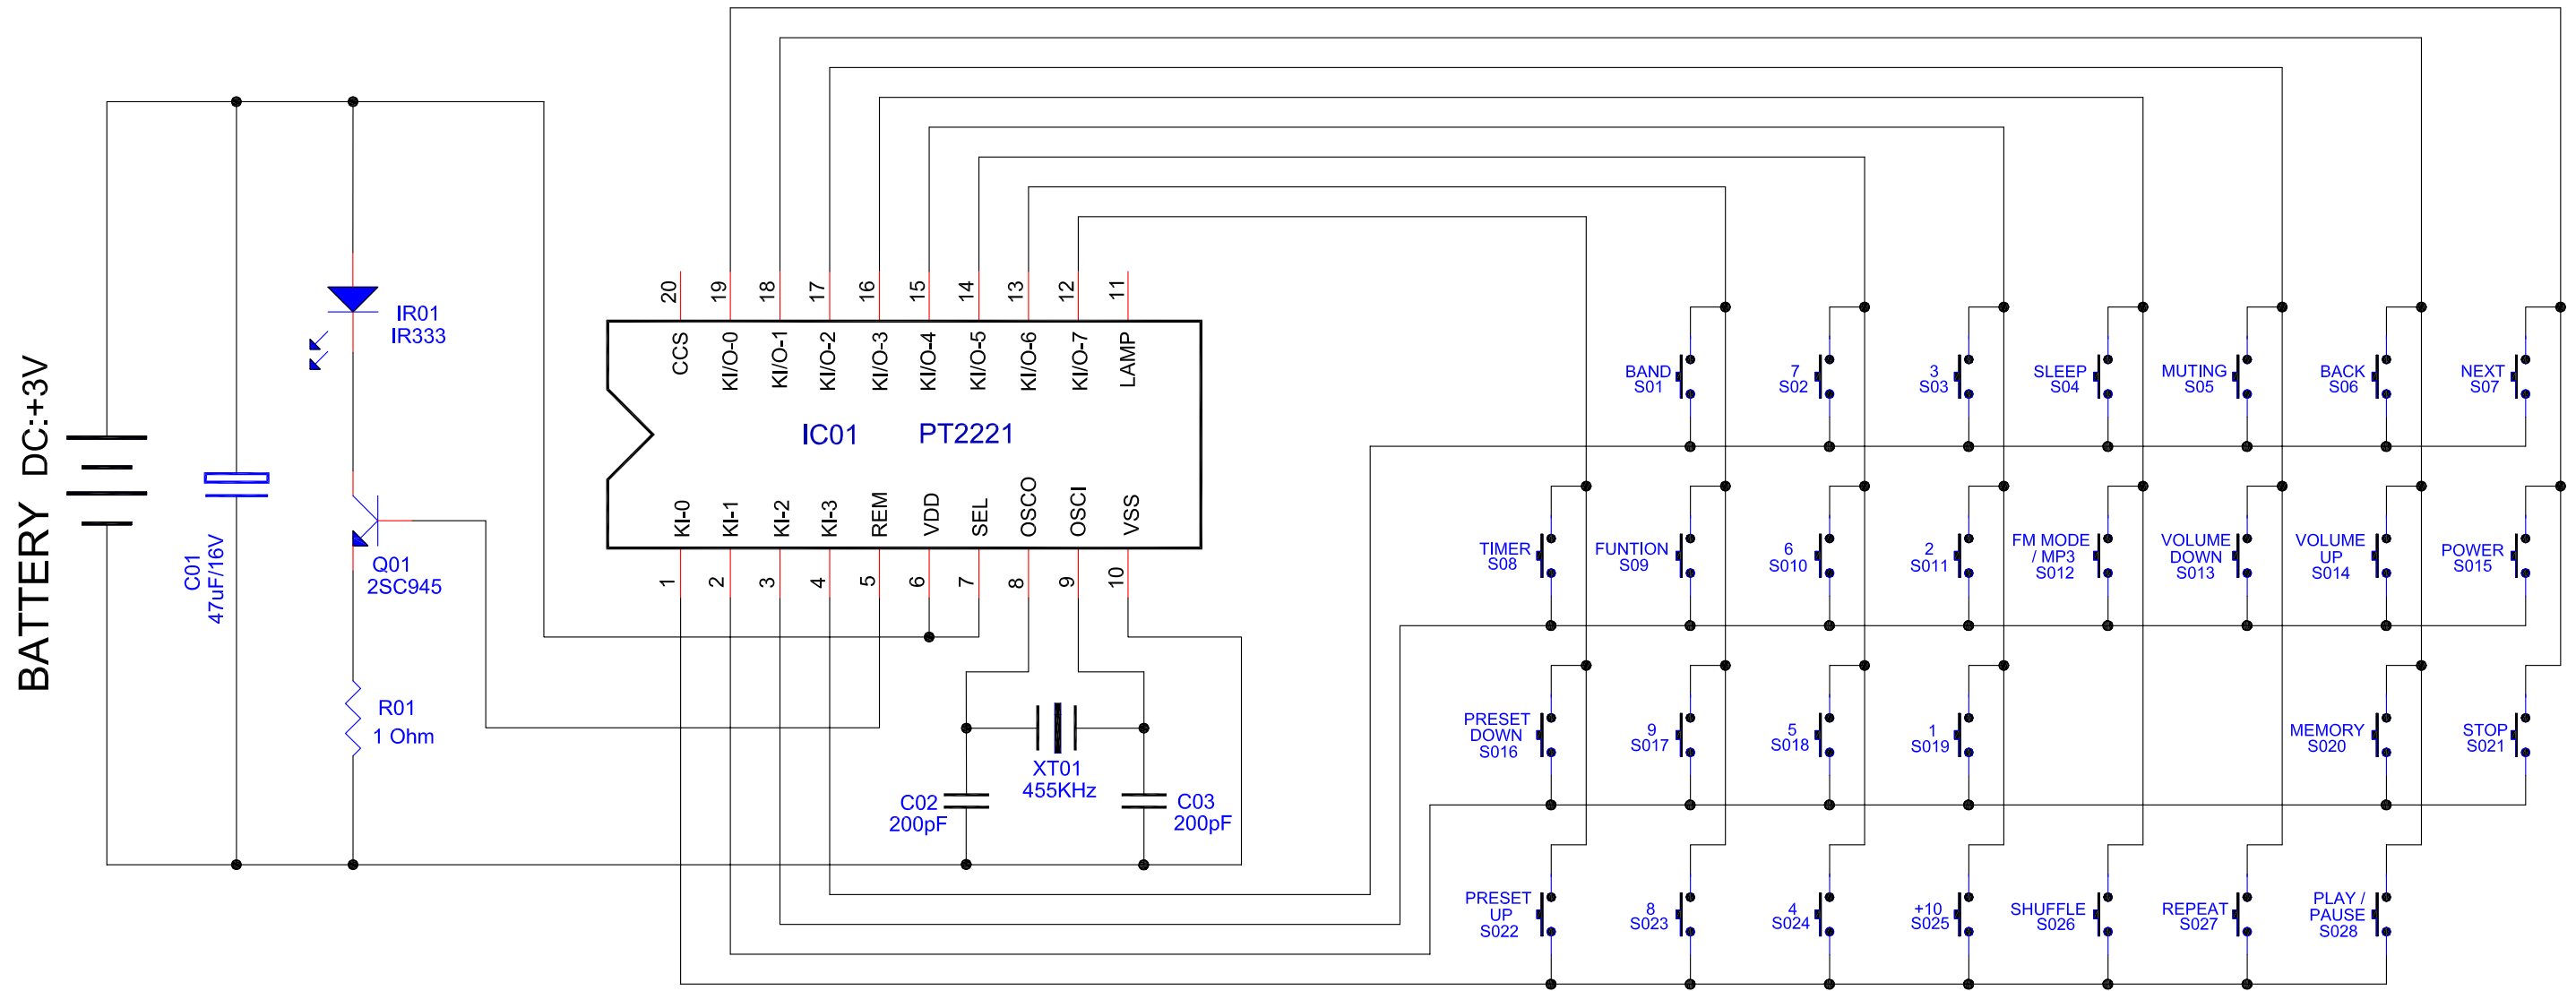 BATTERY DC:+3V
C01
47uF/16V
IR01
IR333
Q01
2SC945
R01
1 Ohm
20
19
18
17
16
15
14
13
12
11
CCS
KI/O-0
KI/O-1
KI/O-2
KI/O-3
KI/O-4
KI/O-5
KI/O-6
KI/O-7
LAMP
IC01 PT2221
KI-0
KI-1
KI-2
KI-3
REM
VDD
SEL
OSCO
OSCI
VSS
1
2
3
4
5
6
7
8
9
10
XT01
455KHz
C02
200pF
C03
200pF
BAND
S01
7
S02
3
S03
SLEEP
S04
MUTING
S05
BACK
S06
NEXT
S07
TIMER
S08
FUNTION
S09
6
S010
2
S011
FM MODE
/ MP3
S012
VOLUME
DOWN
S013
VOLUME
UP
S014
POWER
S015
PRESET
DOWN
S016
9
S017
5
S018
1
S019
MEMORY
S020
STOP
S021
PRESET
UP
S022
8
S023
4
S024
+10
S025
SHUFFLE
S026
REPEAT
S027
PLAY /
PAUSE
S028